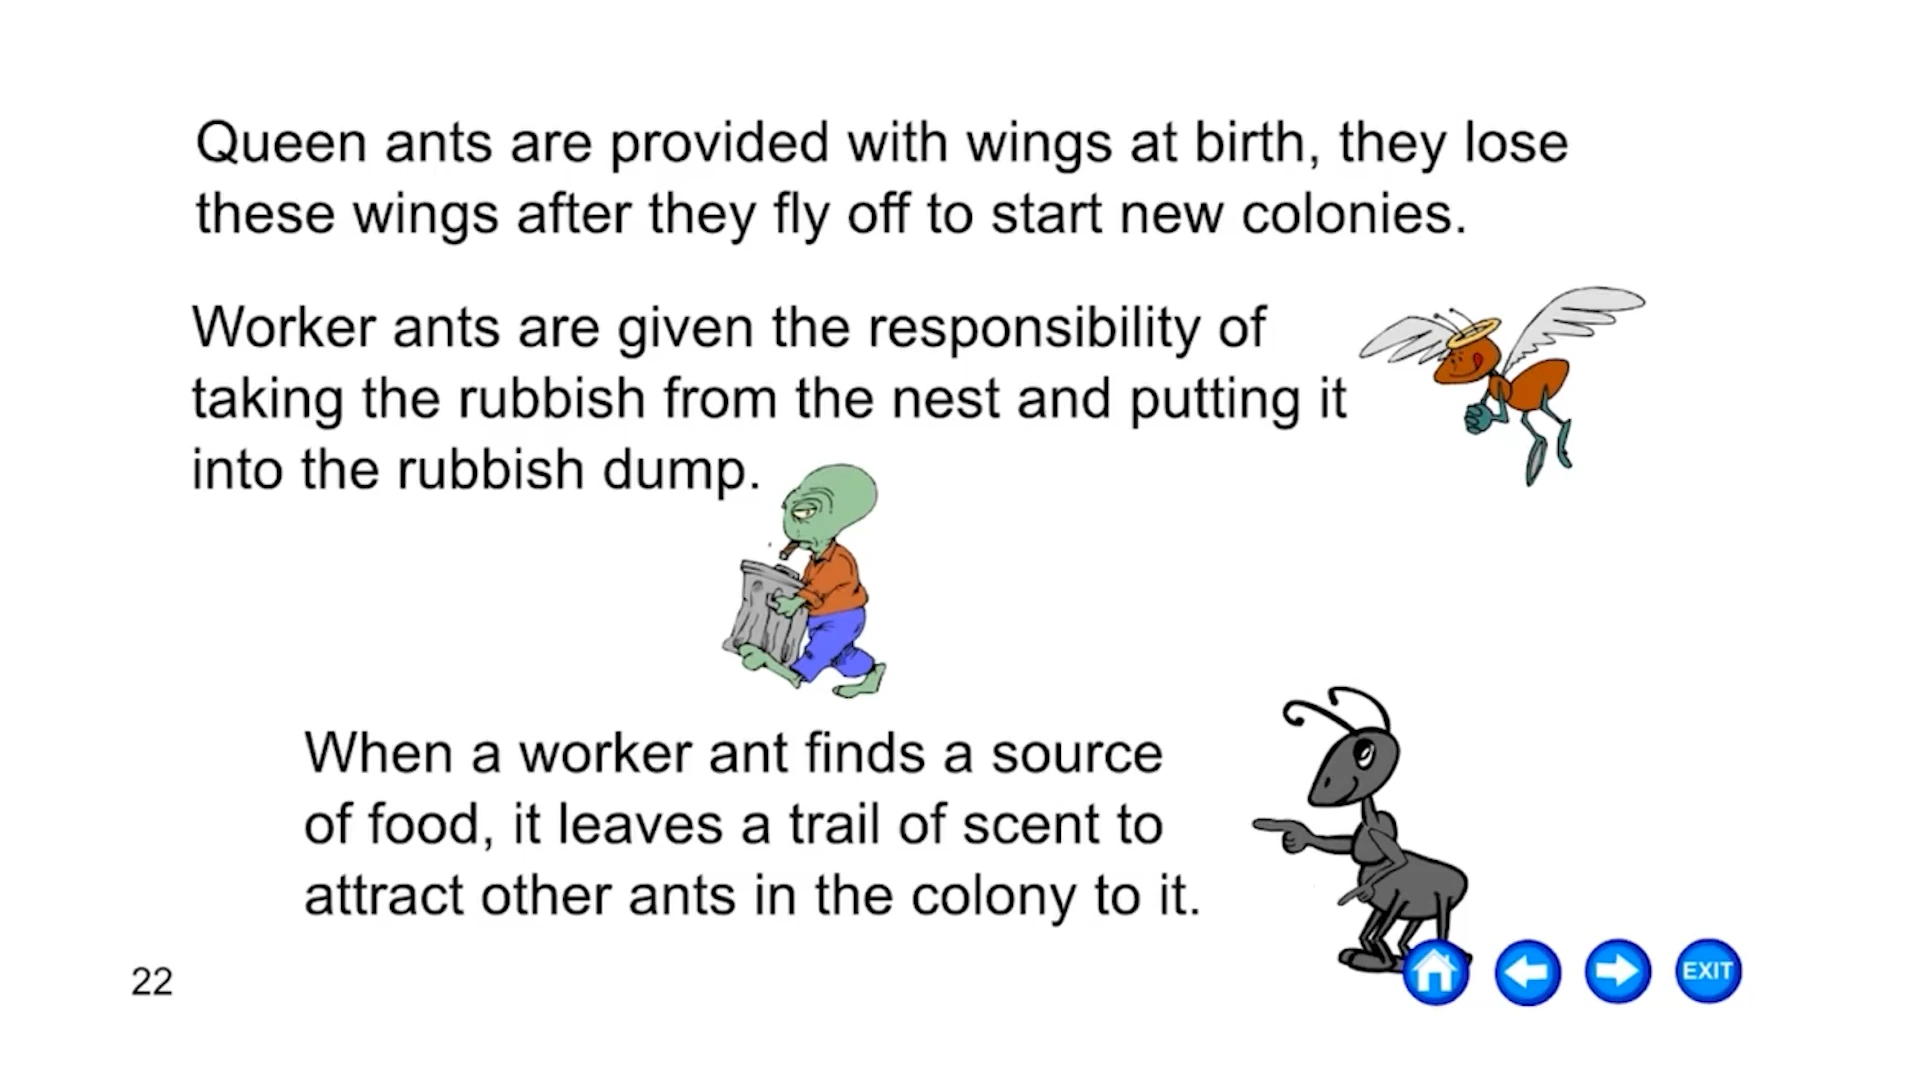 Queen ants are provided with wings at birth, they lose
these wings after they fly off to start new colonies.
Worker ants are given the responsibility of
taking the rubbish from the nest and putting it
into the rubbish dump.
When a worker ant finds a source
of food, it leaves a trail of scent to
attract other ants in the colony to it.
22
EXIT